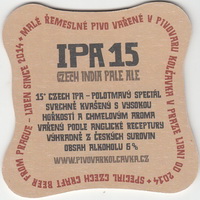 MALÉ ŘEMESLNÉ PIVO VAŘENÉ V PIVOVARU KOLČAVKA V PRAZE LIBNI OD 2014
SPECIAL CZECH CRAFT BEER FROM PRAGUE - LIBEN SINCE 2014
IPA 15
CZECH INDIA PALE ALE
15° CZECH IPA - POLOTMAVÝ SPECIÁL
SVRCHNĚ KVAŠENÝ S VYSOKOU
HOŘKOSTÍ A CHMELOVÝM AROMA
VAŘENÝ PODLE ANGLICKÉ RECEPTURY
VÝHRADNĚ Z ČESKÝCH SUROVIN
OBSAH ALKOHOLU 6 %
WWW.PIVOVARKOLCAVKA.CZ